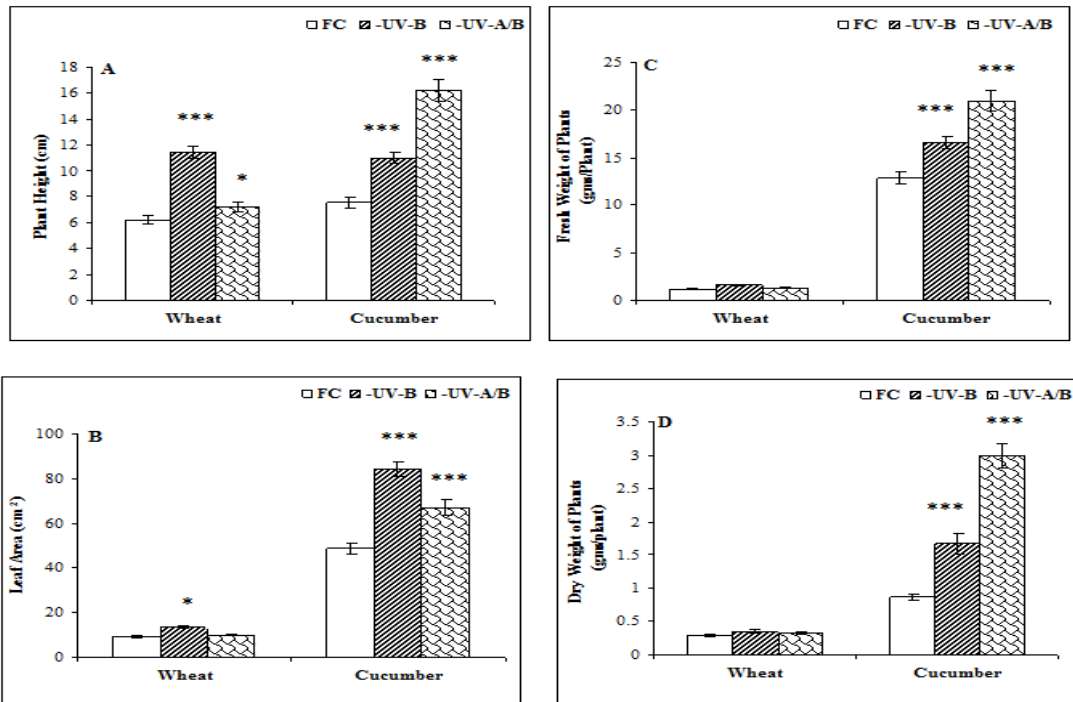 FC -UV-B -UV-A/B
A
Plant Height (cm)
18
16
14
12
10
8
6
4
2
0
***
*
***
***
Wheat Cucumber
FC -UV-B -UV-A/B
C
Fresh Weight of Plants
(gms/Plant)
25
20
15
10
5
0
***
***
Wheat Cucumber
FC -UV-B -UV-A/B
B
Leaf Area (cm²)
100
80
60
40
20
0
*
***
***
Wheat Cucumber
FC -UV-B -UV-A/B
D
Dry Weight of Plants
(gms/plant)
3.5
3
2.5
2
1.5
1
0.5
0
***
***
Wheat Cucumber